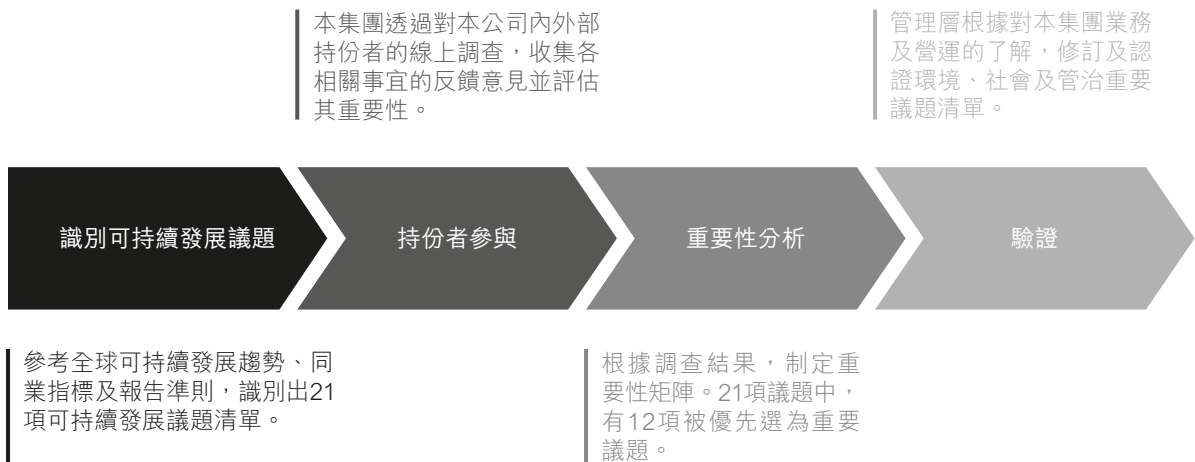 本集團透過對本公司內外部
持份者的線上調查，收集各
相關事宜的反饋意見並評估
其重要性。
管理層根據對本集團業務
及營運的了解，修訂及認
證環境、社會及管治重要
議題清單。
識別可持續發展議題
持份者參與
重要性分析
驗證
參考全球可持續發展趨勢、同
業指標及報告準則，識別出21
項可持續發展議題清單。
根據調查結果，制定重
要性矩陣。21項議題中，
有12項被優先選為重要
議題。